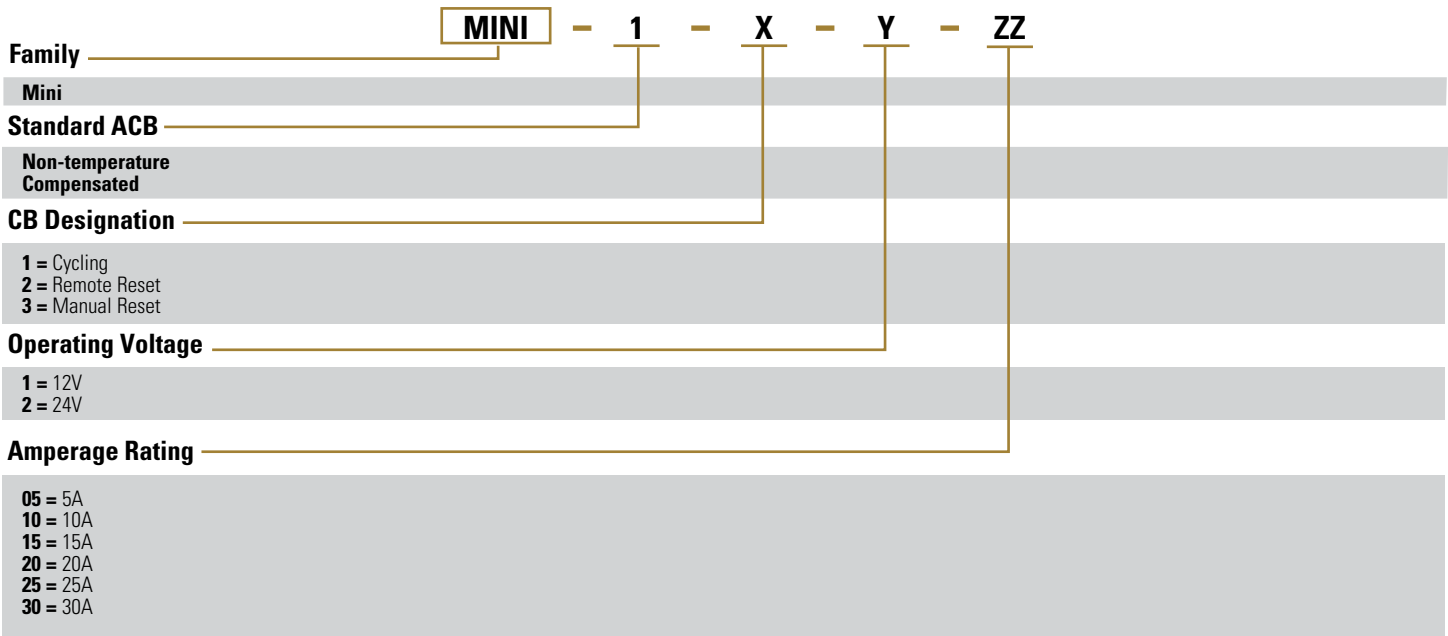 MINI – 1 – X – Y – ZZ
Family
Mini
Standard ACB
Non-temperature
Compensated
CB Designation
1 = Cycling
2 = Remote Reset
3 = Manual Reset
Operating Voltage
1 = 12V
2 = 24V
Amperage Rating
05 = 5A
10 = 10A
15 = 15A
20 = 20A
25 = 25A
30 = 30A